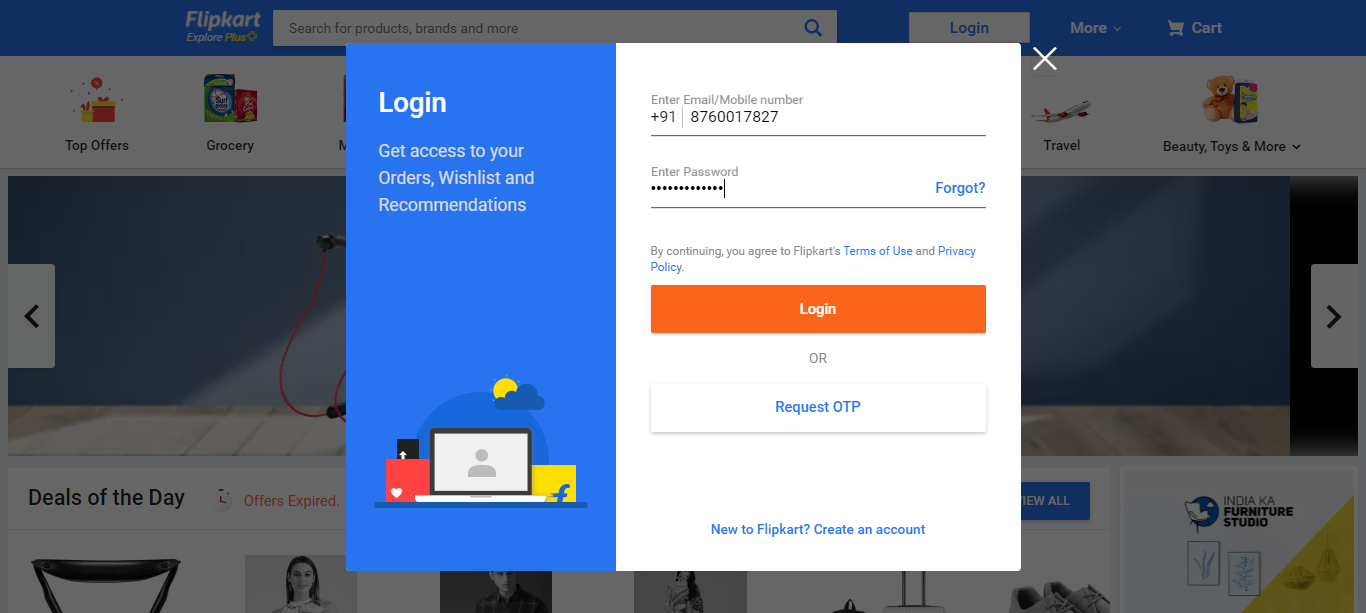 Flipkart
Explore Plus
Search for products, brands and more
Login
More
Cart
Top Offers
Grocery
M
Travel
Beauty, Toys & More
Login
Get access to your
Orders, Wishlist and
Recommendations
Enter Email/Mobile number
+91 8760017827
Enter Password
•••••••••••••
Forgot?
By continuing, you agree to Flipkart's Terms of Use and Privacy
Policy.
Login
OR
Request OTP
New to Flipkart? Create an account
Deals of the Day
Offers Expired.
VIEW ALL
INDIA KA
FURNITURE
STUDIO